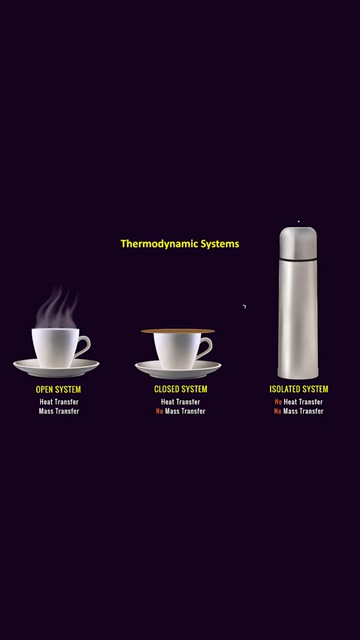 Thermodynamic Systems
OPEN SYSTEM
Heat Transfer
Mass Transfer
CLOSED SYSTEM
Heat Transfer
No Mass Transfer
ISOLATED SYSTEM
No Heat Transfer
No Mass Transfer